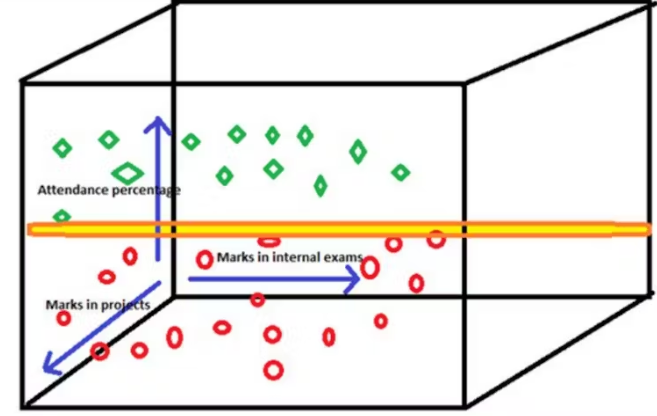 Attendance percentage
Marks in internal exams
Marks in projects